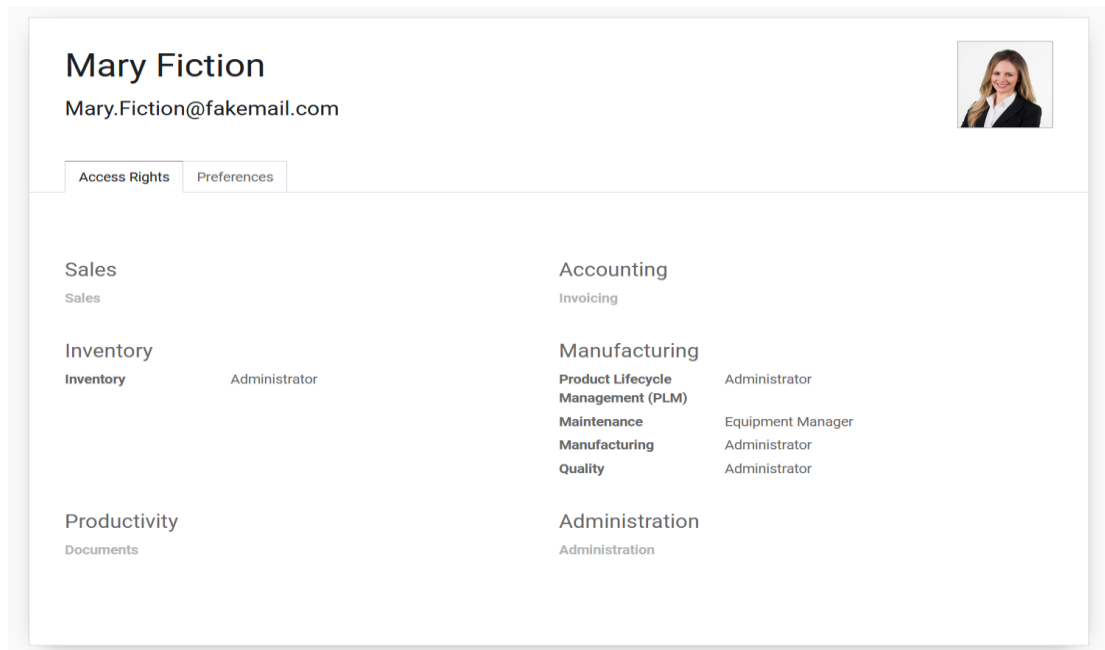 Mary Fiction
Mary.Fiction@fakemail.com
Access Rights Preferences
Sales
Sales
Accounting
Invoicing
Inventory
Inventory Administrator
Manufacturing
Product Lifecycle Administrator
Management (PLM)
Maintenance Equipment Manager
Manufacturing Administrator
Quality Administrator
Productivity
Documents
Administration
Administration